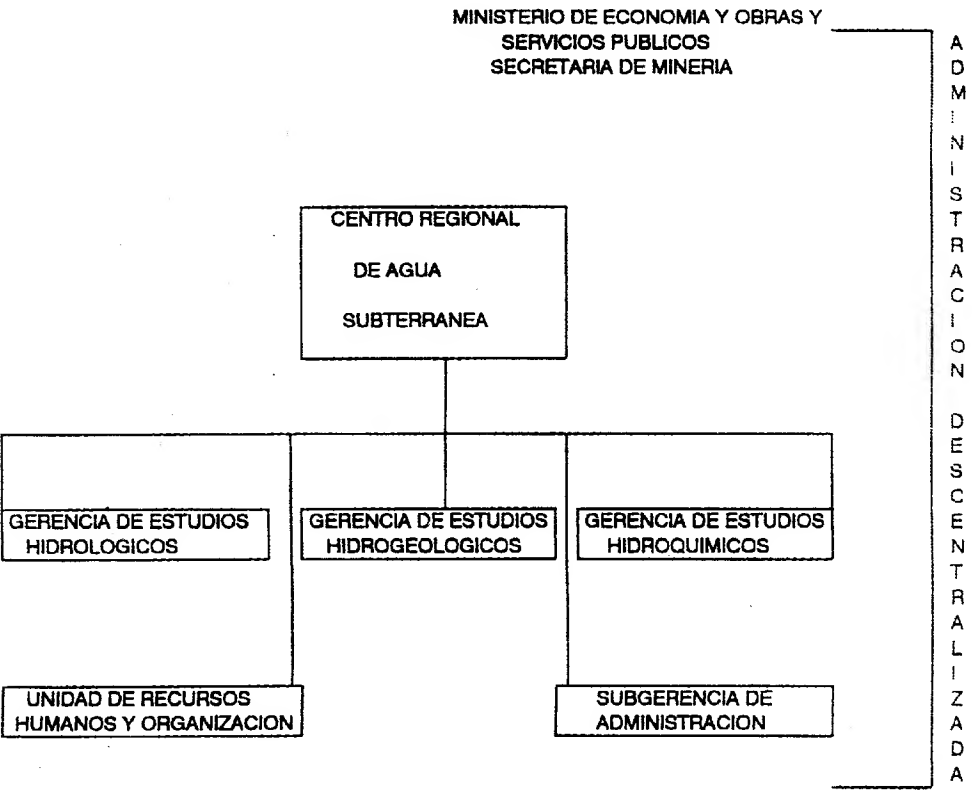 MINISTERIO DE ECONOMIA Y OBRAS Y
SERVICIOS PUBLICOS
SECRETARIA DE MINERIA
CENTRO REGIONAL
DE AGUA
SUBTERRANEA
GERENCIA DE ESTUDIOS
HIDROLOGICOS
GERENCIA DE ESTUDIOS
HIDROGEOLOGICOS
GERENCIA DE ESTUDIOS
HIDROQUIMICOS
UNIDAD DE RECURSOS
HUMANOS Y ORGANIZACION
SUBGERENCIA DE
ADMINISTRACION
ADMINISTRACION DESCENTRALIZADA